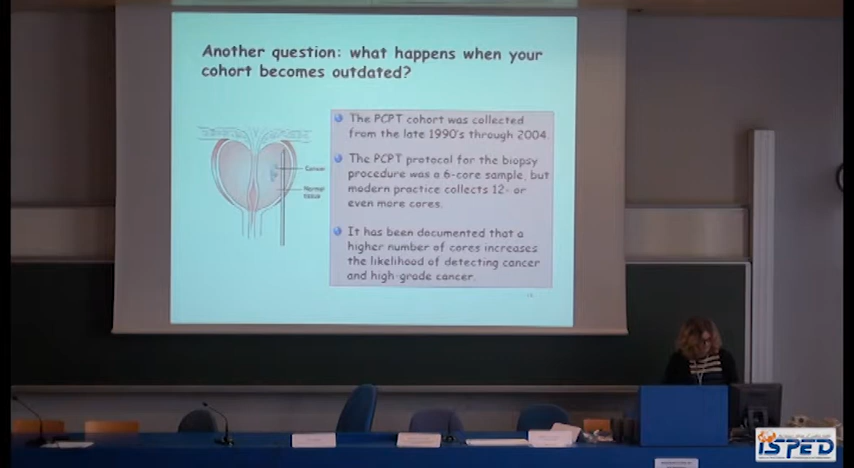 Another question: what happens when your
cohort becomes outdated?
The PCPT cohort was collected
from the late 1990's through 2004.
The PCPT protocol for the biopsy
procedure was a 6-core sample, but
modern practice collects 12- or
even more cores.
It has been documented that a
higher number of cores increases
the likelihood of detecting cancer
and high-grade cancer.
Cancer
Normal
tissue
ISPED